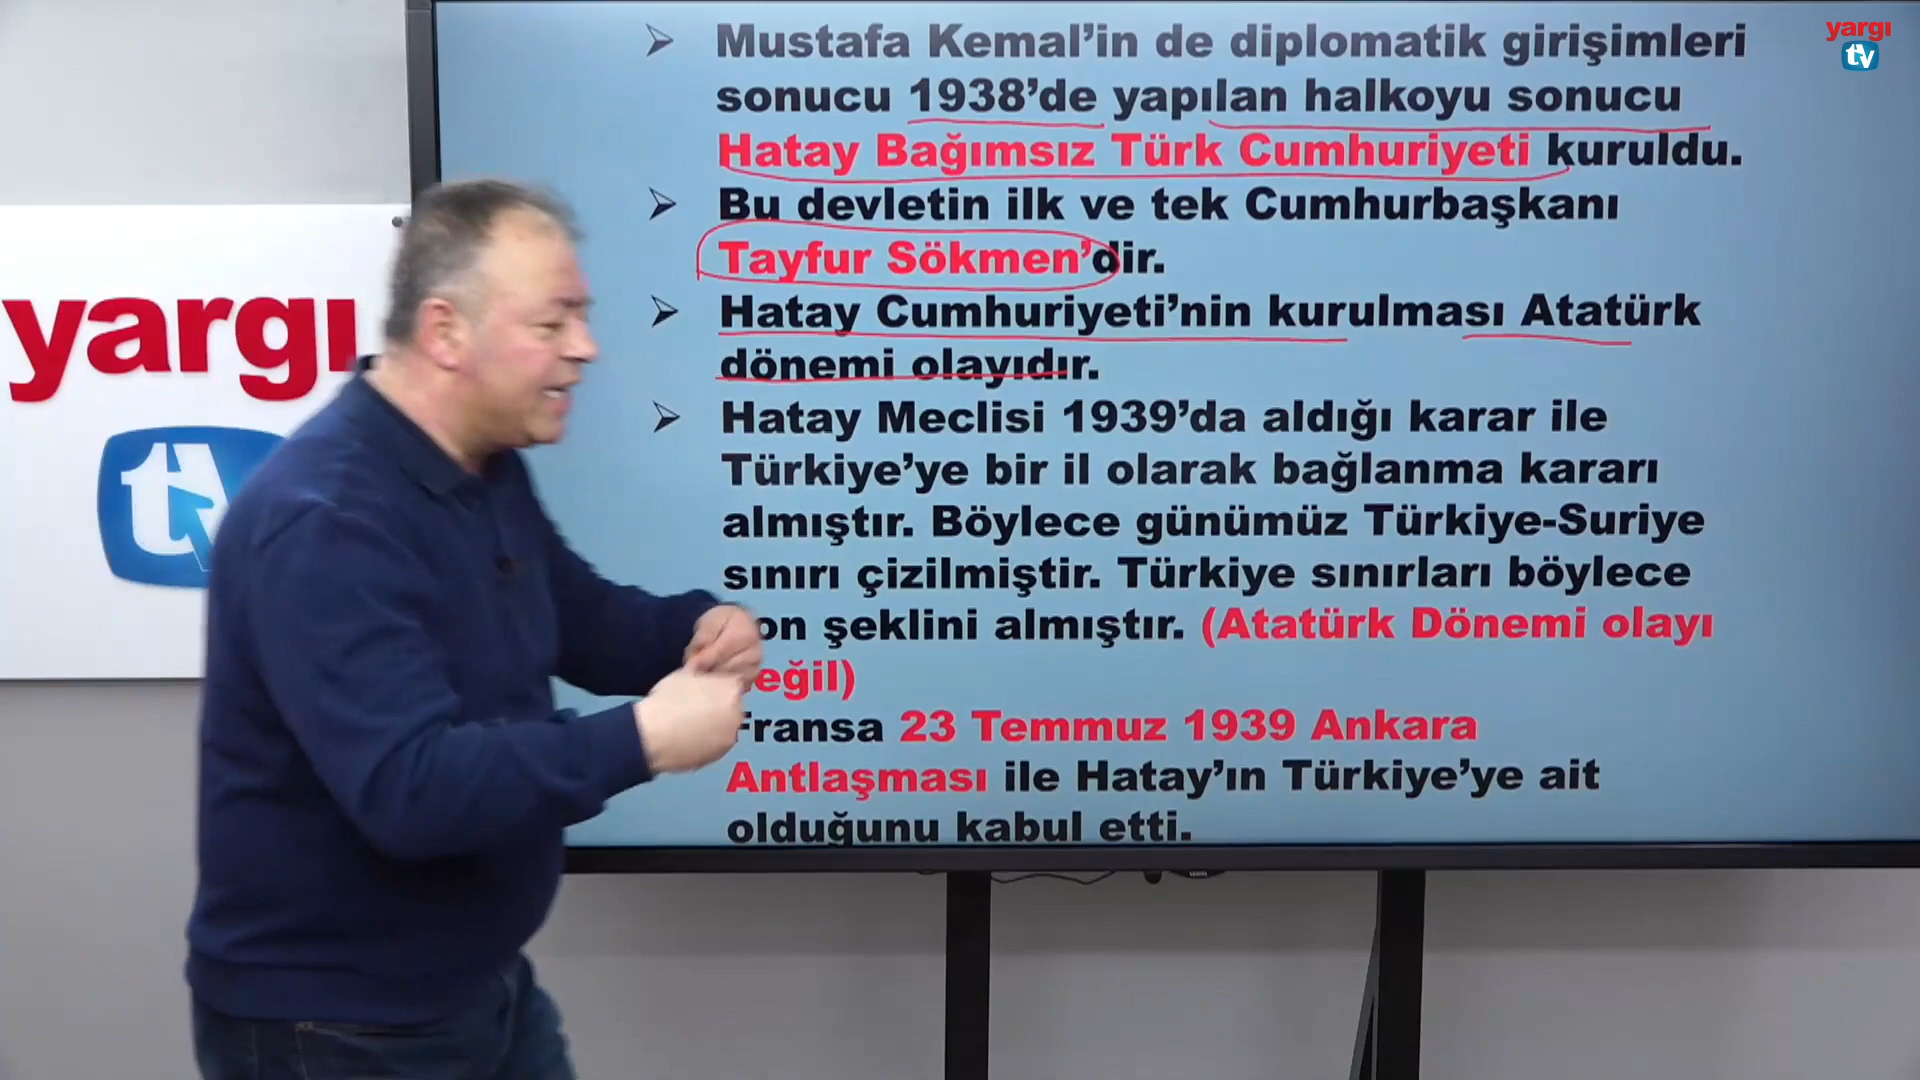 yargı
tv
Mustafa Kemal’in de diplomatik girişimleri
sonucu 1938’de yapılan halkoyu sonucu
Hatay Bağımsız Türk Cumhuriyeti kuruldu.
Bu devletin ilk ve tek Cumhurbaşkanı
Tayfur Sökmen’dir.
Hatay Cumhuriyeti’nin kurulması Atatürk
dönemi olayıdır.
Hatay Meclisi 1939’da aldığı karar ile
Türkiye’ye bir il olarak bağlanma kararı
almıştır. Böylece günümüz Türkiye-Suriye
sınırı çizilmiştir. Türkiye sınırları böylece
on şeklini almıştır. (Atatürk Dönemi olayı
eğil)
Fransa 23 Temmuz 1939 Ankara
Antlaşması ile Hatay’ın Türkiye’ye ait
olduğunu kabul etti.
yargı
tv